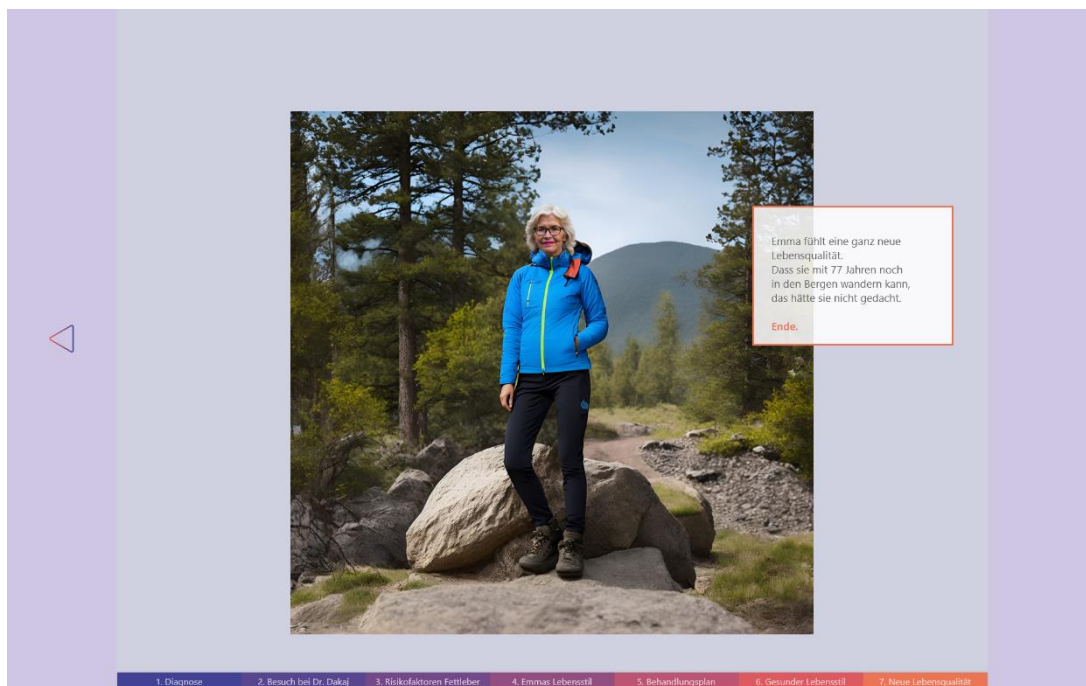 Emma fühlt eine ganz neue
Lebensqualität.
Dass sie mit 77 Jahren noch
in den Bergen wandern kann,
das hätte sie nicht gedacht.
Ende.
1. Diagnose
2. Besuch bei Dr. Dakaj
3. Risikofaktoren Fettleber
4. Emmas Lebensstil
5. Behandlungsplan
6. Gesunder Lebensstil
7. Neue Lebensqualität